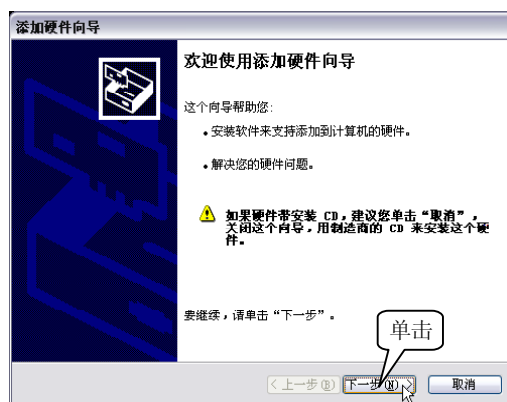 添加硬件向导
欢迎使用添加硬件向导
这个向导帮助您:
• 安装软件来支持添加到计算机的硬件。
• 解决您的硬件问题。
如果硬件带安装 CD，建议您单击“取消”，
关闭这个向导，用制造商的 CD 来安装这个硬
件。
要继续，请单击“下一步”。
单击
< 上一步(B)
下一步(N) >
取消